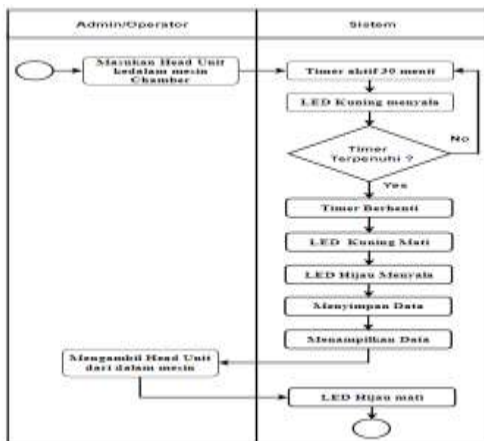 Admin/Operator
Sistem
Masukan Head Unit
kedalam mesin
Chamber
Timer aktif 30 menti
LED Kuning menyala
Timer
Terpenuhi ?
No
Yes
Timer Berhenti
LED Kuning Mati
LED Hijau Menyala
Menyimpan Data
Menampilkan Data
Mengambil Head Unit
dari dalam mesin
LED Hijau mati